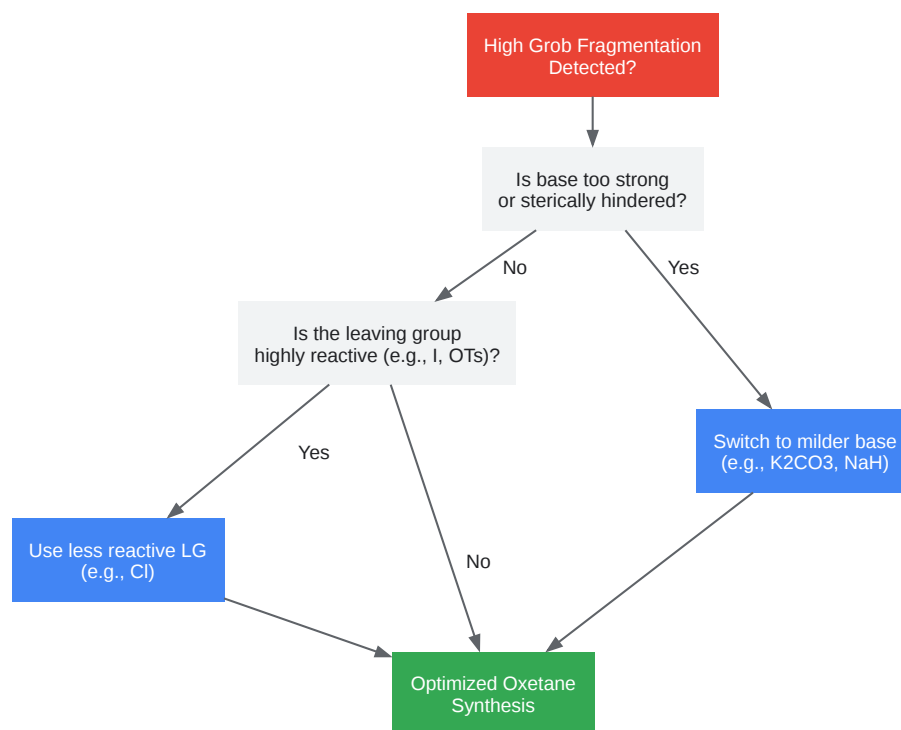 High Grob Fragmentation
Detected?
Is base too strong
or sterically hindered?
No
Yes
Is the leaving group
highly reactive (e.g., I, OTs)?
Switch to milder base
(e.g., K2CO3, NaH)
Yes
Use less reactive LG
(e.g., Cl)
No
Optimized Oxetane
Synthesis